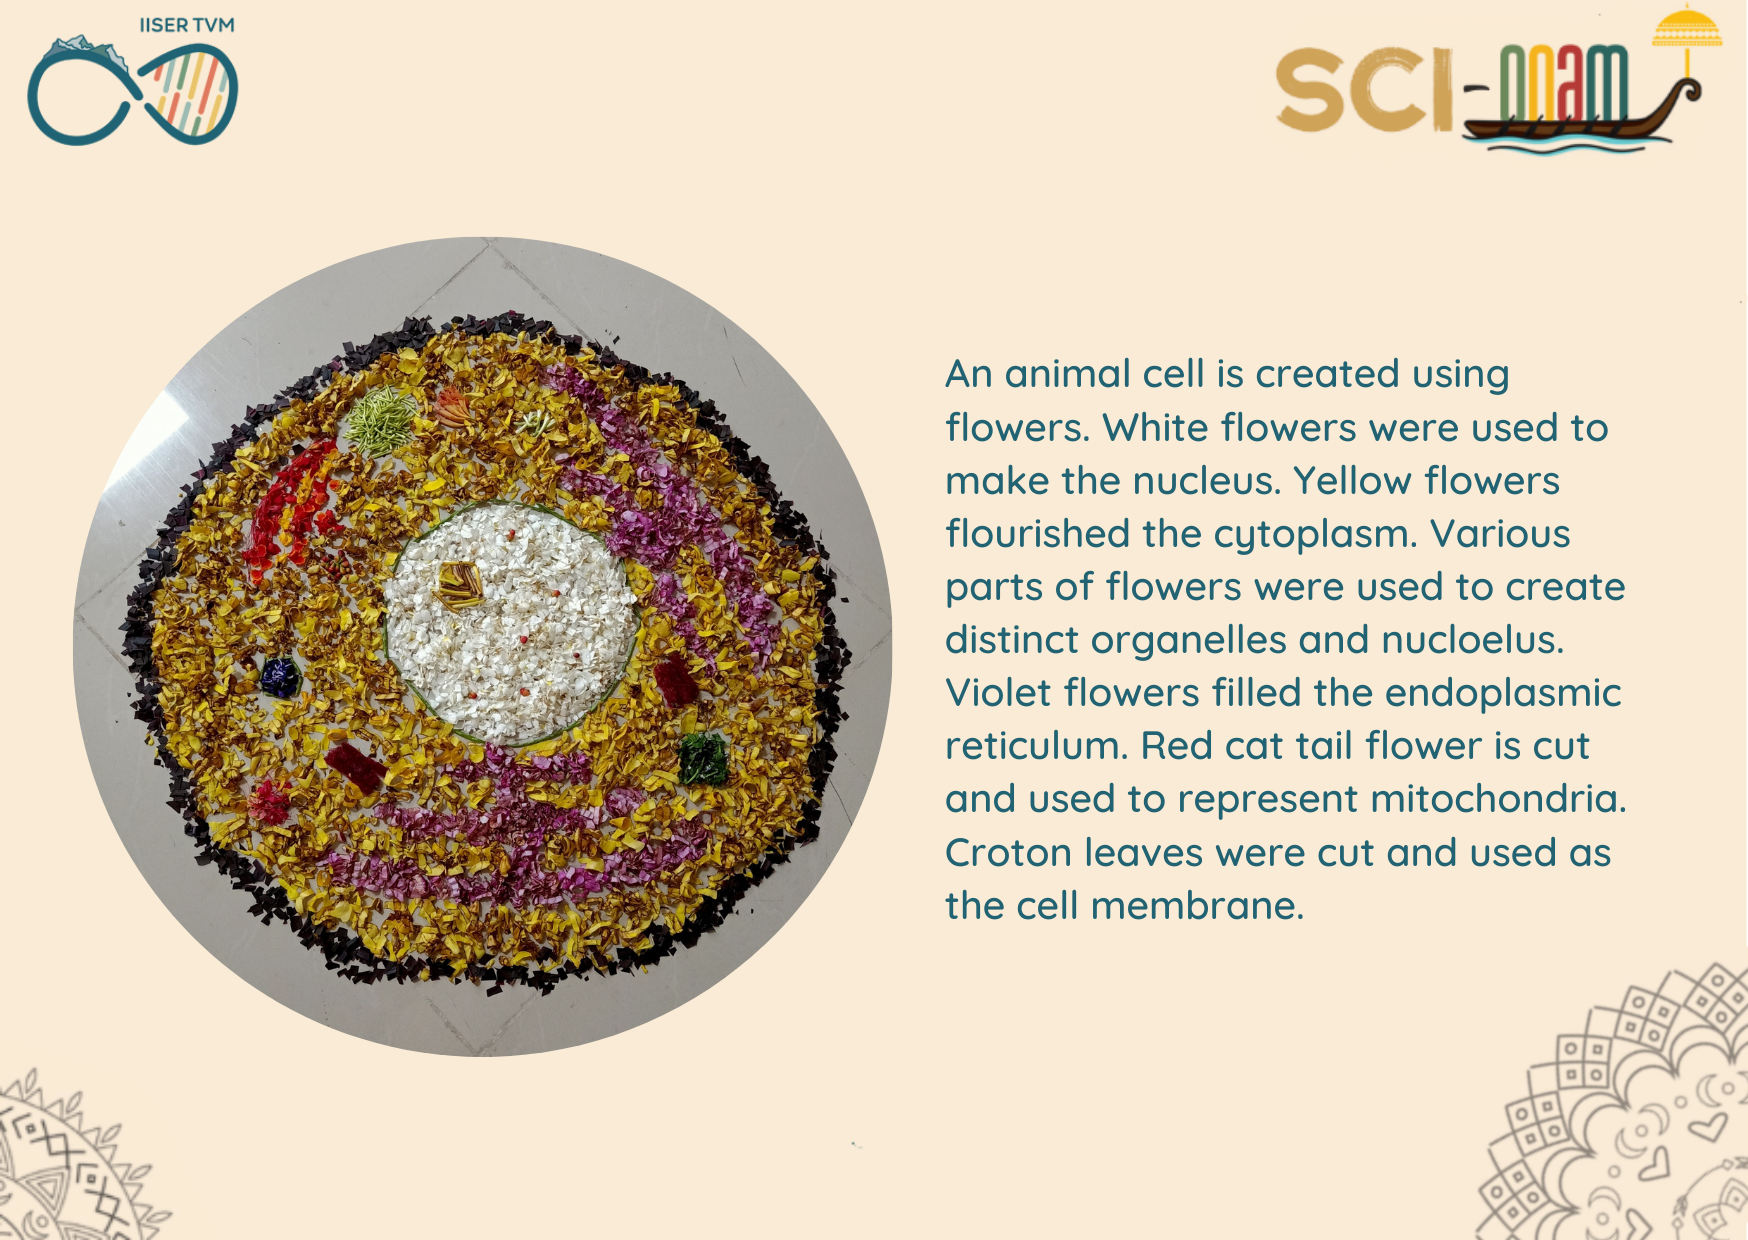 IISER TVM
SCI-onam
An animal cell is created using
flowers. White flowers were used to
make the nucleus. Yellow flowers
flourished the cytoplasm. Various
parts of flowers were used to create
distinct organelles and nucloelus.
Violet flowers filled the endoplasmic
reticulum. Red cat tail flower is cut
and used to represent mitochondria.
Croton leaves were cut and used as
the cell membrane.